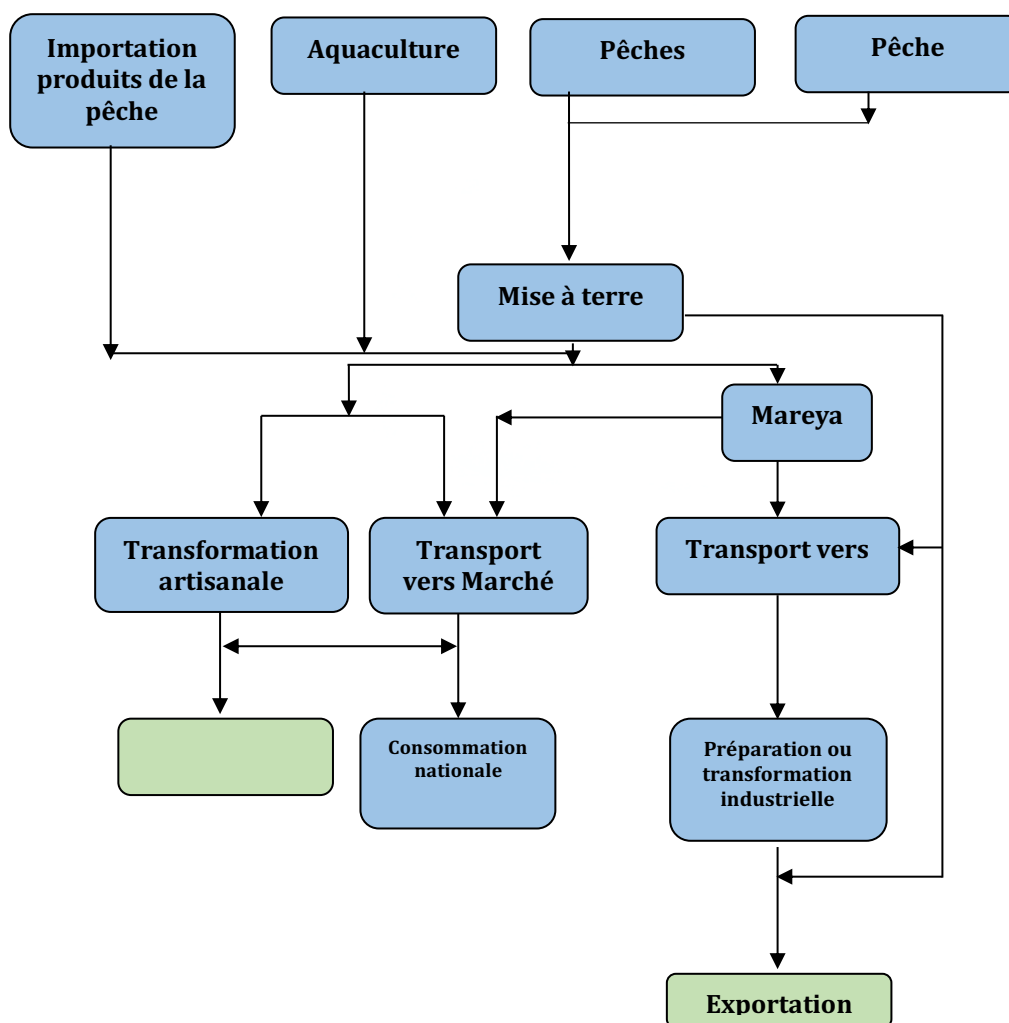 Importation
produits de la
pêche
Aquaculture
Pêches
Pêche
Mise à terre
Mareya
Transformation
artisanale
Transport
vers Marché
Transport vers
Consommation
nationale
Préparation ou
transformation
industrielle
Exportation